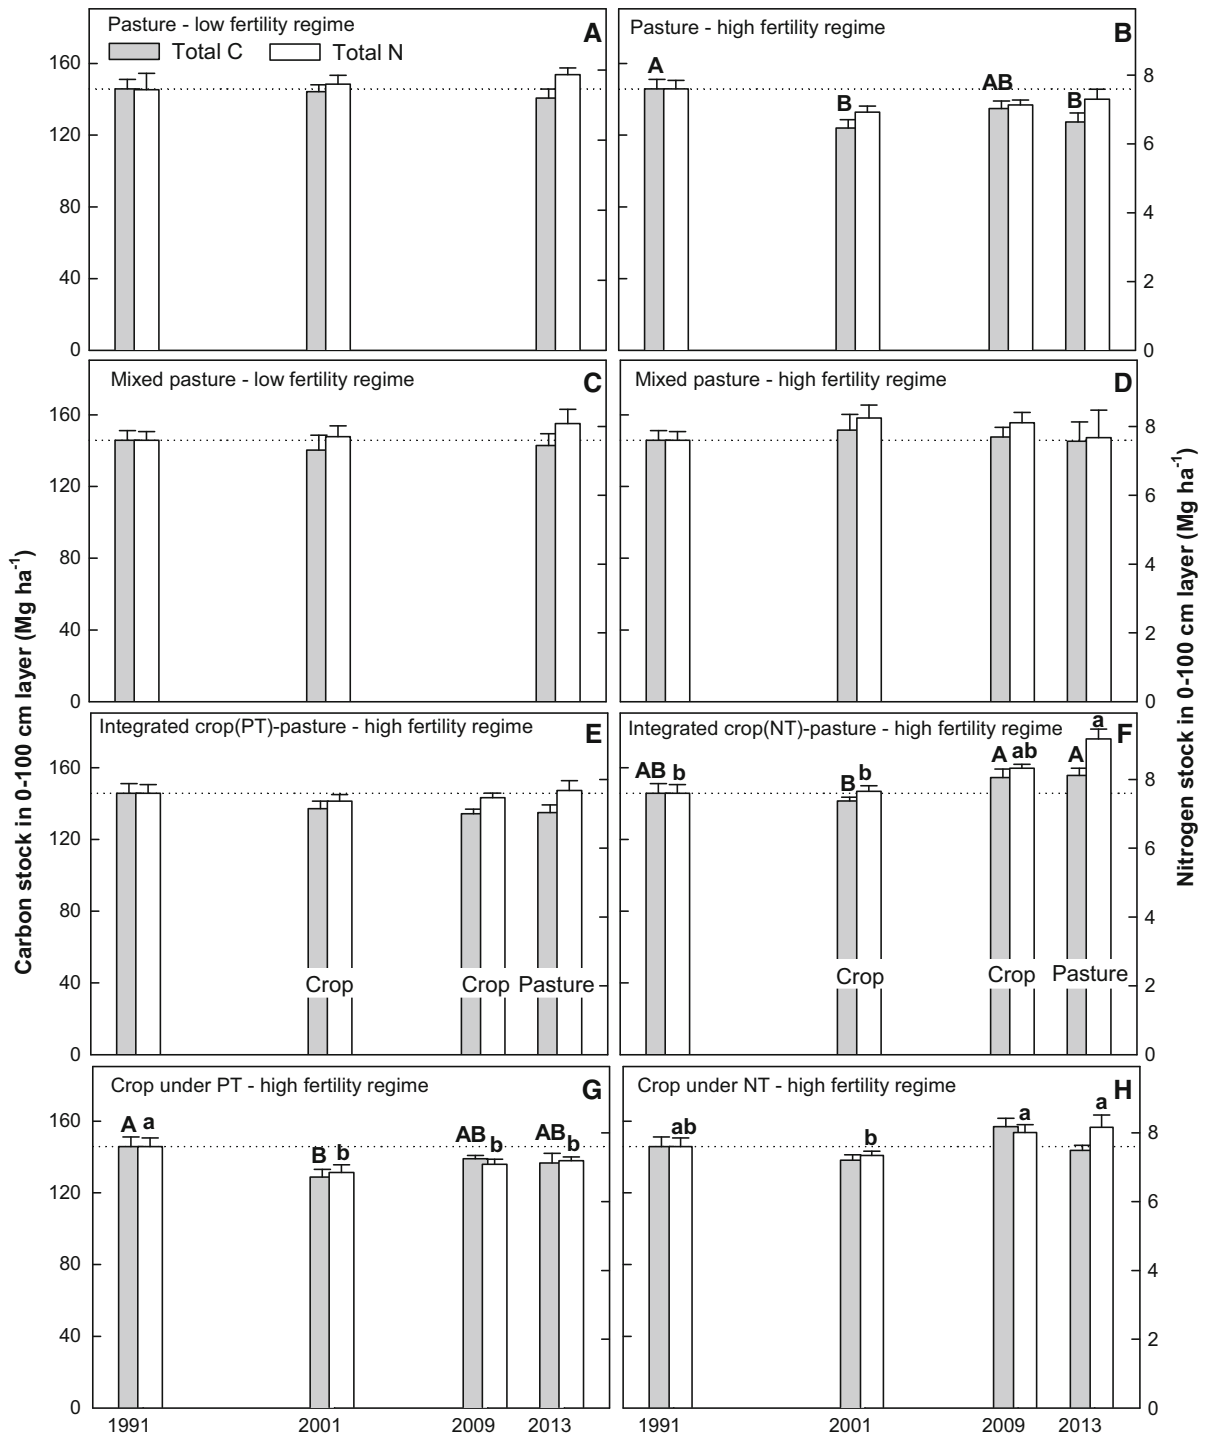 Pasture - low fertility regime
A
Total C
Total N
160
120
80
40
0
Pasture - high fertility regime
B
A
B
AB
B
8
6
4
2
0
Mixed pasture - low fertility regime
C
160
120
80
40
0
Mixed pasture - high fertility regime
D
8
6
4
2
0
Integrated crop(PT)-pasture - high fertility regime
E
160
120
80
40
0
Crop
Crop
Pasture
Integrated crop(NT)-pasture - high fertility regime
F
AB
b
B
b
A
ab
A
a
Crop
Crop
Pasture
8
6
4
2
0
Crop under PT - high fertility regime
G
A
a
B
b
AB
b
AB
b
160
120
80
40
0
1991
2001
2009
2013
Crop under NT - high fertility regime
H
ab
b
a
a
8
6
4
2
0
1991
2001
2009
2013
Carbon stock in 0-100 cm layer (Mg ha-1)
Nitrogen stock in 0-100 cm layer (Mg ha-1)